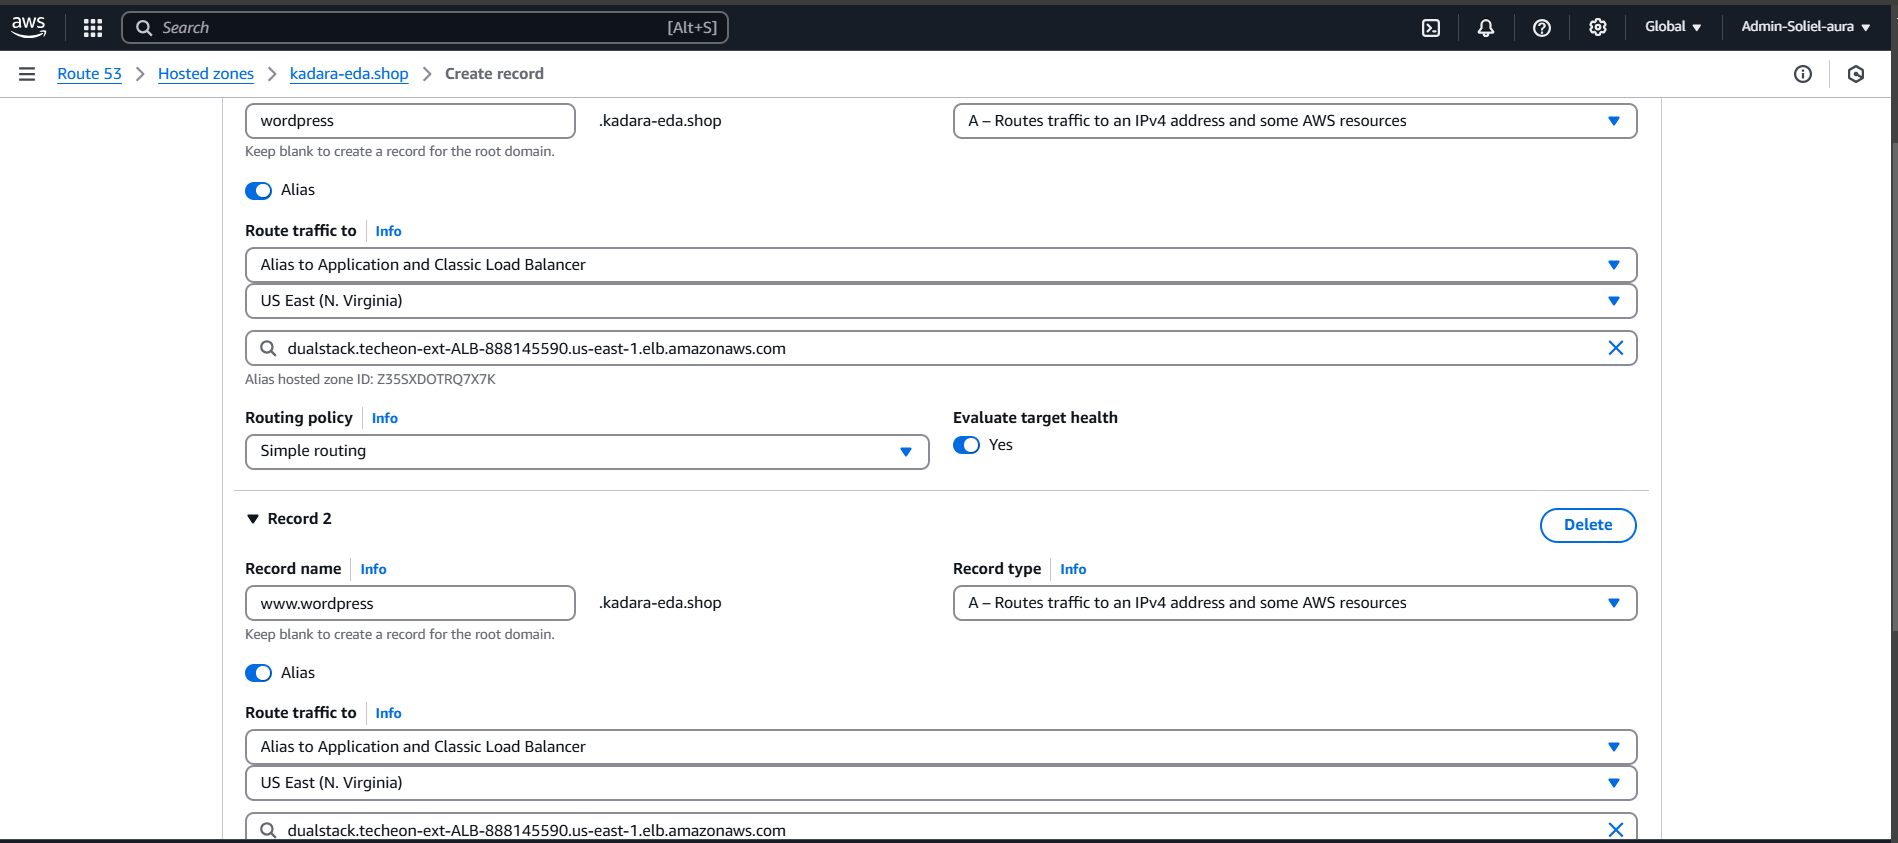 aws
Search [Alt+S]
Global
Admin-Soliel-aura
Route 53 > Hosted zones > kadara-eda.shop > Create record
wordpress .kadara-eda.shop A – Routes traffic to an IPv4 address and some AWS resources
Keep blank to create a record for the root domain.
Alias
Route traffic to Info
Alias to Application and Classic Load Balancer
US East (N. Virginia)
dualstack.techeon-ext-ALB-888145590.us-east-1.elb.amazonaws.com
Alias hosted zone ID: Z35SXDOTRQ7X7K
Routing policy Info
Evaluate target health
Simple routing
Yes
Record 2
Delete
Record name Info
Record type Info
www.wordpress .kadara-eda.shop A – Routes traffic to an IPv4 address and some AWS resources
Keep blank to create a record for the root domain.
Alias
Route traffic to Info
Alias to Application and Classic Load Balancer
US East (N. Virginia)
dualstack.techeon-ext-ALB-888145590.us-east-1.elb.amazonaws.com